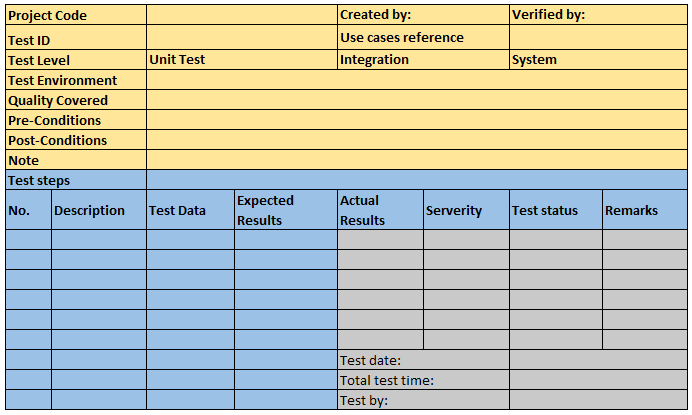 Project Code Created by: Verified by:
Test ID Use cases reference
Test Level Unit Test Integration System
Test Environment
Quality Covered
Pre-Conditions
Post-Conditions
Note
Test steps
No. Description Test Data Expected Results Actual Results Serverity Test status Remarks
Test date:
Total test time:
Test by: